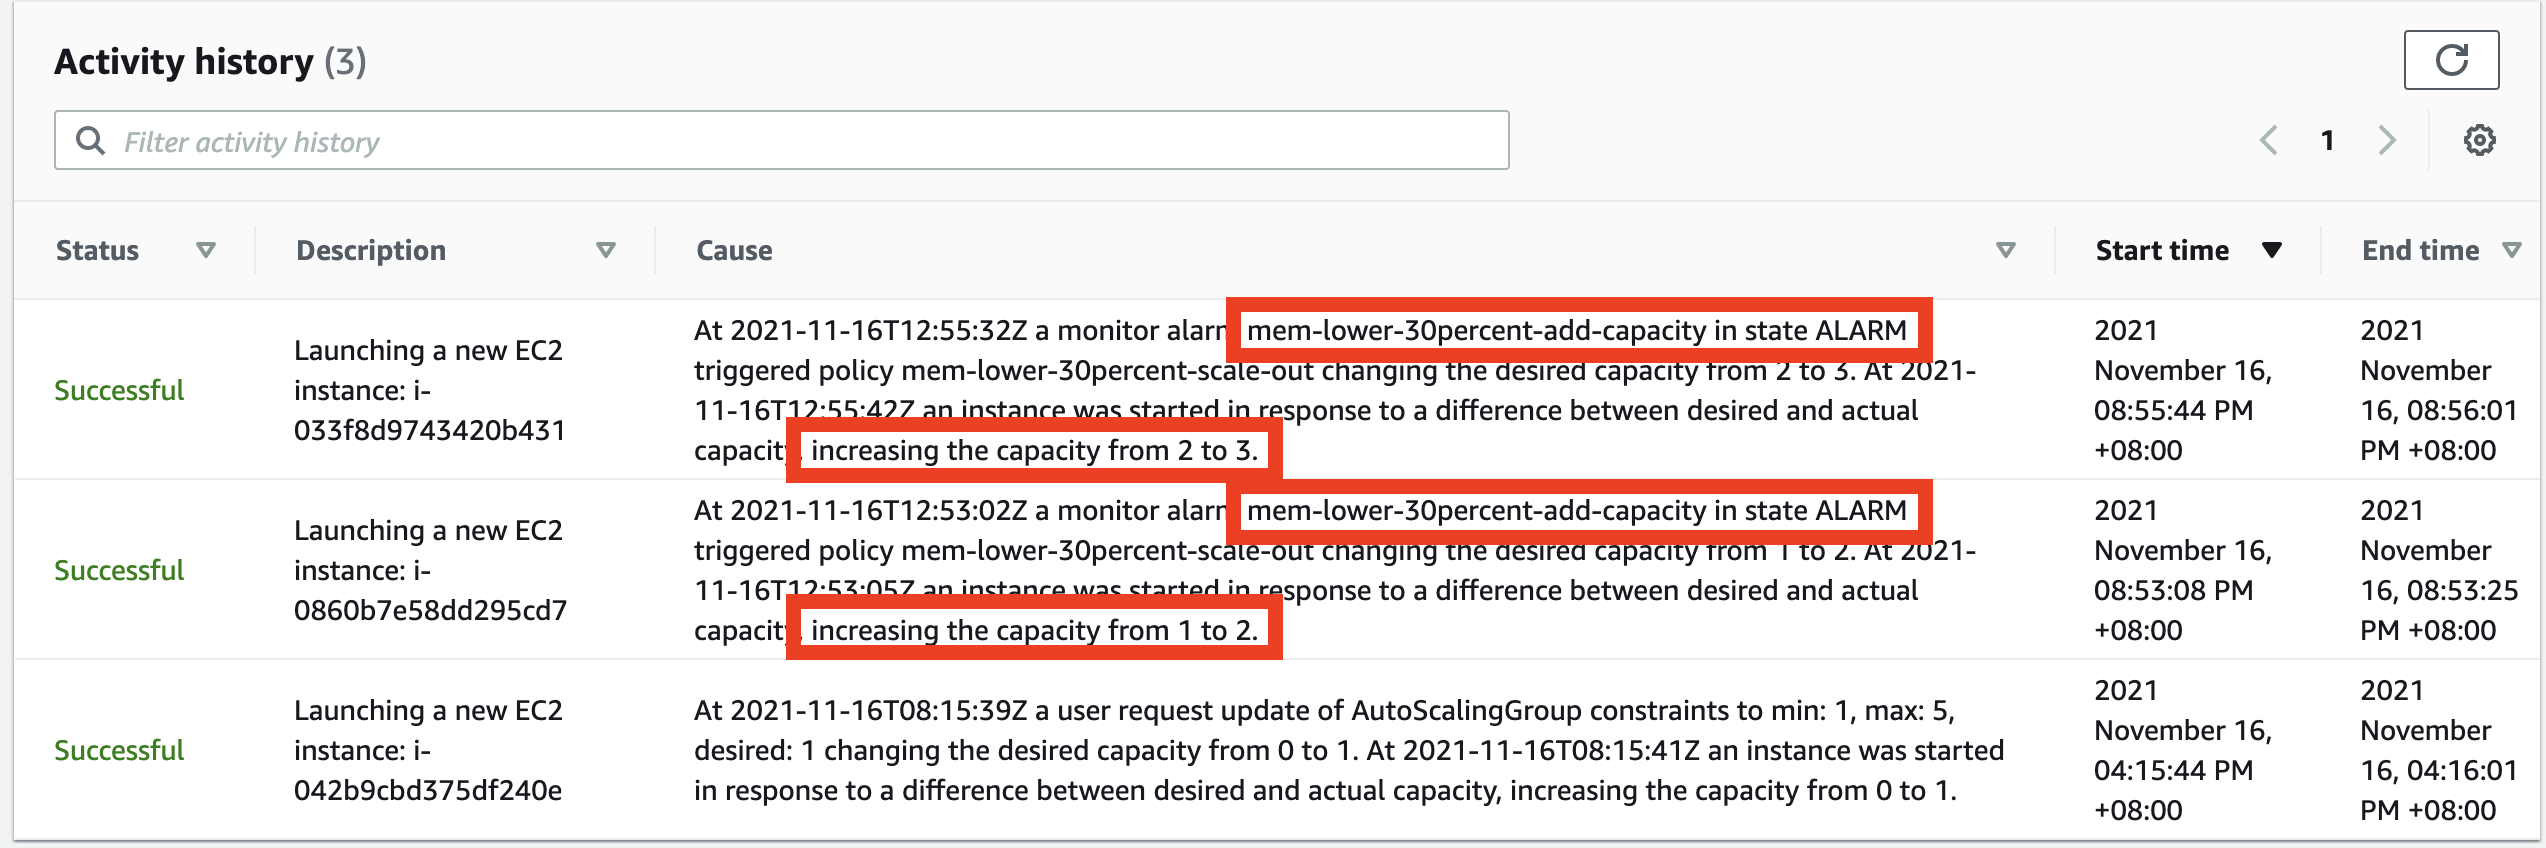 Activity history (3)
Filter activity history
1
Status
Description
Cause
Start time
End time
Successful
Launching a new EC2
instance: i-
033f8d9743420b431
At 2021-11-16T12:55:32Z a monitor alarm mem-lower-30percent-add-capacity in state ALARM
triggered policy mem-lower-30percent-scale-out changing the desired capacity from 2 to 3. At 2021-
11-16T12:55:42Z an instance was started in response to a difference between desired and actual
capacity, increasing the capacity from 2 to 3.
2021
November 16,
08:55:44 PM
+08:00
2021
November
16, 08:56:01
PM +08:00
Successful
Launching a new EC2
instance: i-
0860b7e58dd295cd7
At 2021-11-16T12:53:02Z a monitor alarm mem-lower-30percent-add-capacity in state ALARM
triggered policy mem-lower-30percent-scale-out changing the desired capacity from 1 to 2. At 2021-
11-16T12:53:05Z an instance was started in response to a difference between desired and actual
capacity, increasing the capacity from 1 to 2.
2021
November 16,
08:53:08 PM
+08:00
2021
November
16, 08:53:25
PM +08:00
Successful
Launching a new EC2
instance: i-
042b9cbd375df240e
At 2021-11-16T08:15:39Z a user request update of AutoScalingGroup constraints to min: 1, max: 5,
desired: 1 changing the desired capacity from 0 to 1. At 2021-11-16T08:15:41Z an instance was started
in response to a difference between desired and actual capacity, increasing the capacity from 0 to 1.
2021
November 16,
04:15:44 PM
+08:00
2021
November
16, 04:16:01
PM +08:00